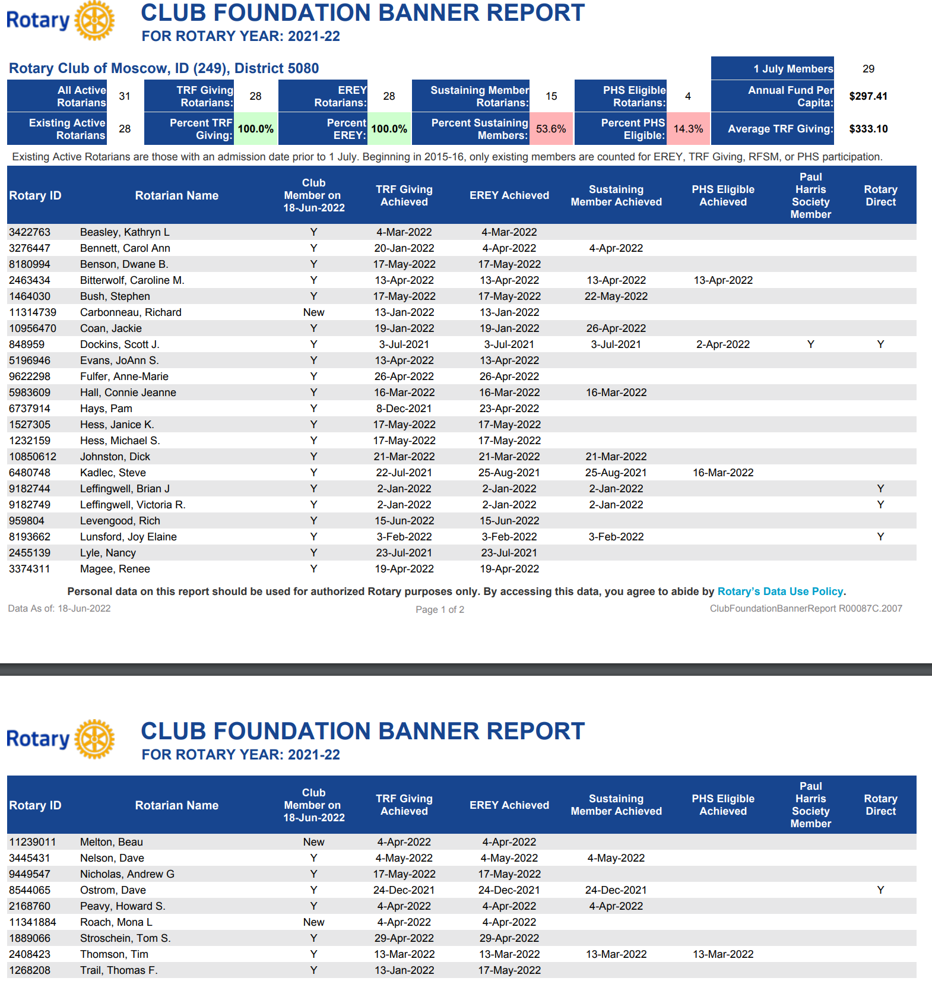 Rotary
CLUB FOUNDATION BANNER REPORT
FOR ROTARY YEAR: 2021-22
Rotary Club of Moscow, ID (249), District 5080
1 July Members 29
All Active Rotarians 31 TRF Giving Rotarians: 28 EREY Rotarians: 28 Sustaining Member Rotarians: 15 PHS Eligible Rotarians: 4 Annual Fund Per Capita: $297.41
Existing Active Rotarians 28 Percent TRF Giving: 100.0% Percent EREY: 100.0% Percent Sustaining Members: 53.6% Percent PHS Eligible: 14.3% Average TRF Giving: $333.10
Existing Active Rotarians are those with an admission date prior to 1 July. Beginning in 2015-16, only existing members are counted for EREY, TRF Giving, RFSM, or PHS participation.
Rotary ID Rotarian Name Club Member on 18-Jun-2022 TRF Giving Achieved EREY Achieved Sustaining Member Achieved PHS Eligible Achieved Paul Harris Society Member Rotary Direct
3422763 Beasley, Kathryn L Y 4-Mar-2022 4-Mar-2022
3276447 Bennett, Carol Ann Y 20-Jan-2022 4-Apr-2022 4-Apr-2022
8180994 Benson, Dwane B. Y 17-May-2022 17-May-2022
2463434 Bitterwolf, Caroline M. Y 13-Apr-2022 13-Apr-2022 13-Apr-2022 13-Apr-2022
1464030 Bush, Stephen Y 17-May-2022 17-May-2022 22-May-2022
11314739 Carbonneau, Richard New 13-Jan-2022 13-Jan-2022
10956470 Coan, Jackie Y 19-Jan-2022 19-Jan-2022 26-Apr-2022
848959 Dockins, Scott J. Y 3-Jul-2021 3-Jul-2021 3-Jul-2021 2-Apr-2022 Y Y
5196946 Evans, JoAnn S. Y 13-Apr-2022 13-Apr-2022
9622298 Fulfer, Anne-Marie Y 26-Apr-2022 26-Apr-2022
5983609 Hall, Connie Jeanne Y 16-Mar-2022 16-Mar-2022 16-Mar-2022
6737914 Hays, Pam Y 8-Dec-2021 23-Apr-2022
1527305 Hess, Janice K. Y 17-May-2022 17-May-2022
1232159 Hess, Michael S. Y 17-May-2022 17-May-2022
10850612 Johnston, Dick Y 21-Mar-2022 21-Mar-2022 21-Mar-2022
6480748 Kadlec, Steve Y 22-Jul-2021 25-Aug-2021 25-Aug-2021 16-Mar-2022
9182744 Leffingwell, Brian J Y 2-Jan-2022 2-Jan-2022 2-Jan-2022 Y
9182749 Leffingwell, Victoria R. Y 2-Jan-2022 2-Jan-2022 2-Jan-2022 Y
959804 Levengood, Rich Y 15-Jun-2022 15-Jun-2022
8193662 Lunsford, Joy Elaine Y 3-Feb-2022 3-Feb-2022 3-Feb-2022 Y
2455139 Lyle, Nancy Y 23-Jul-2021 23-Jul-2021
3374311 Magee, Renee Y 19-Apr-2022 19-Apr-2022
Personal data on this report should be used for authorized Rotary purposes only. By accessing this data, you agree to abide by Rotary's Data Use Policy.
Data As of: 18-Jun-2022 Page 1 of 2 ClubFoundationBannerReport R00087C.2007
Rotary
CLUB FOUNDATION BANNER REPORT
FOR ROTARY YEAR: 2021-22
Rotary ID Rotarian Name Club Member on 18-Jun-2022 TRF Giving Achieved EREY Achieved Sustaining Member Achieved PHS Eligible Achieved Paul Harris Society Member Rotary Direct
11239011 Melton, Beau New 4-Apr-2022 4-Apr-2022
3445431 Nelson, Dave Y 4-May-2022 4-May-2022 4-May-2022
9449547 Nicholas, Andrew G Y 17-May-2022 17-May-2022
8544065 Ostrom, Dave Y 24-Dec-2021 24-Dec-2021 24-Dec-2021 Y
2168760 Peavy, Howard S. Y 4-Apr-2022 4-Apr-2022 4-Apr-2022
11341884 Roach, Mona L New 4-Apr-2022 4-Apr-2022
1889066 Stroschein, Tom S. Y 29-Apr-2022 29-Apr-2022
2408423 Thomson, Tim Y 13-Mar-2022 13-Mar-2022 13-Mar-2022 13-Mar-2022
1268208 Trail, Thomas F. Y 13-Jan-2022 17-May-2022